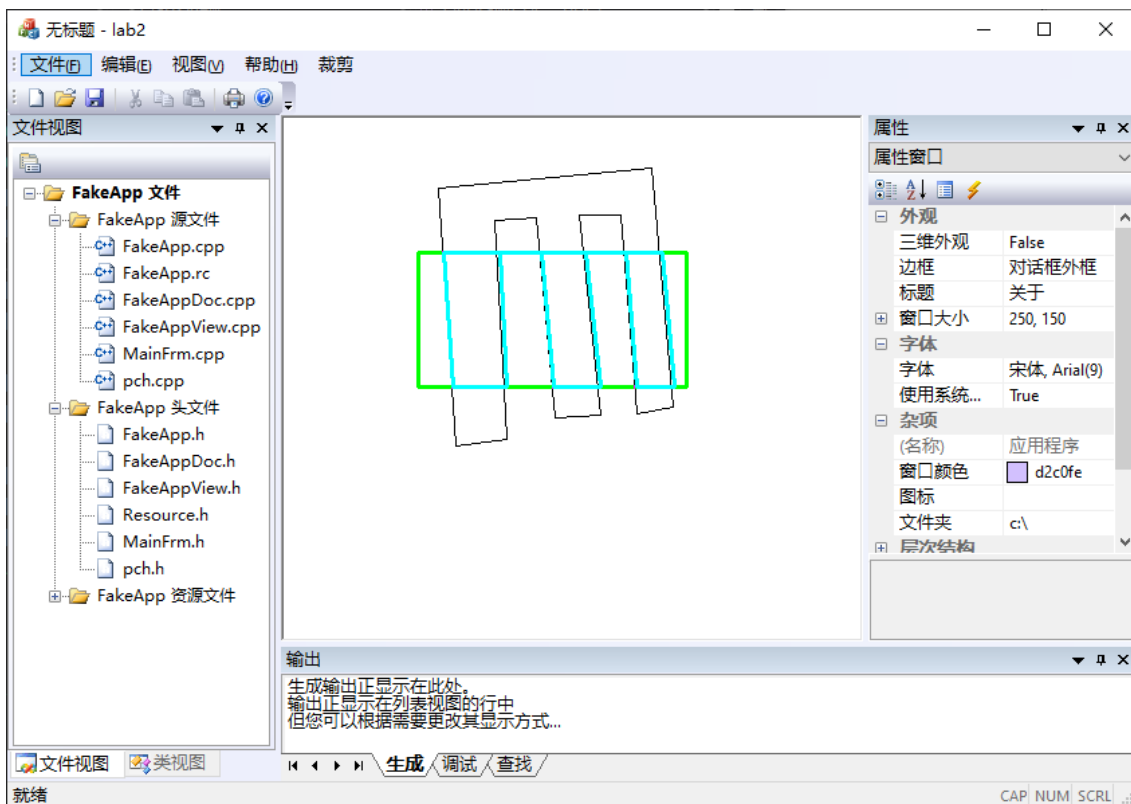 无标题 - lab2
文件(F) 编辑(E) 视图(V) 帮助(H) 裁剪
文件视图
FakeApp 文件
FakeApp 源文件
FakeApp.cpp
FakeApp.rc
FakeAppDoc.cpp
FakeAppView.cpp
MainFrm.cpp
pch.cpp
FakeApp 头文件
FakeApp.h
FakeAppDoc.h
FakeAppView.h
Resource.h
MainFrm.h
pch.h
FakeApp 资源文件
文件视图 类视图
属性
属性窗口
外观
三维外观 False
边框 对话框外框
标题 关于
窗口大小 250, 150
字体
字体 宋体, Arial(9)
使用系统... True
杂项
(名称) 应用程序
窗口颜色 d2c0fe
图标
文件夹 c:\
层次结构
输出
生成输出正显示在此处。
输出正显示在列表视图的行中
但您可以根据需要更改其显示方式...
生成 调试 查找
就绪 CAP NUM SCRL